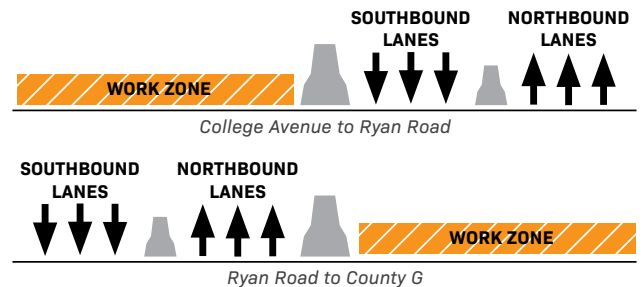 SOUTHBOUND
LANES
NORTHBOUND
LANES
WORK ZONE
College Avenue to Ryan Road
SOUTHBOUND
LANES
NORTHBOUND
LANES
WORK ZONE
Ryan Road to County G